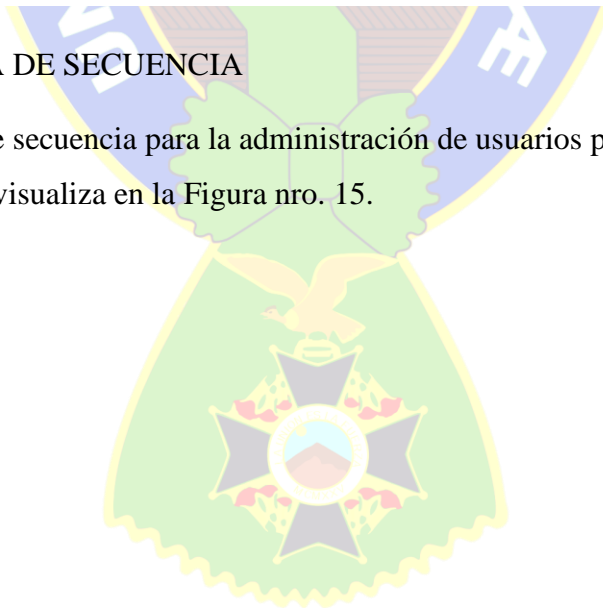 A DE SECUENCIA
e secuencia para la administración de usuarios p
visualiza en la Figura nro. 15.